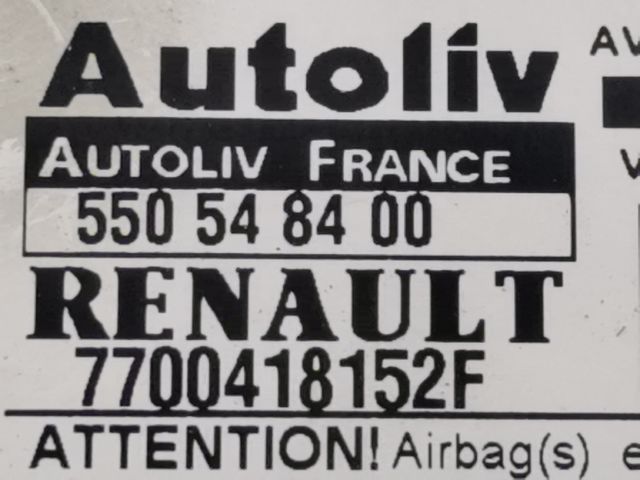 Autoliv
AUTOLIV FRANCE
550 54 84 00
RENAULT
7700418152F
ATTENTION! Airbag(s)